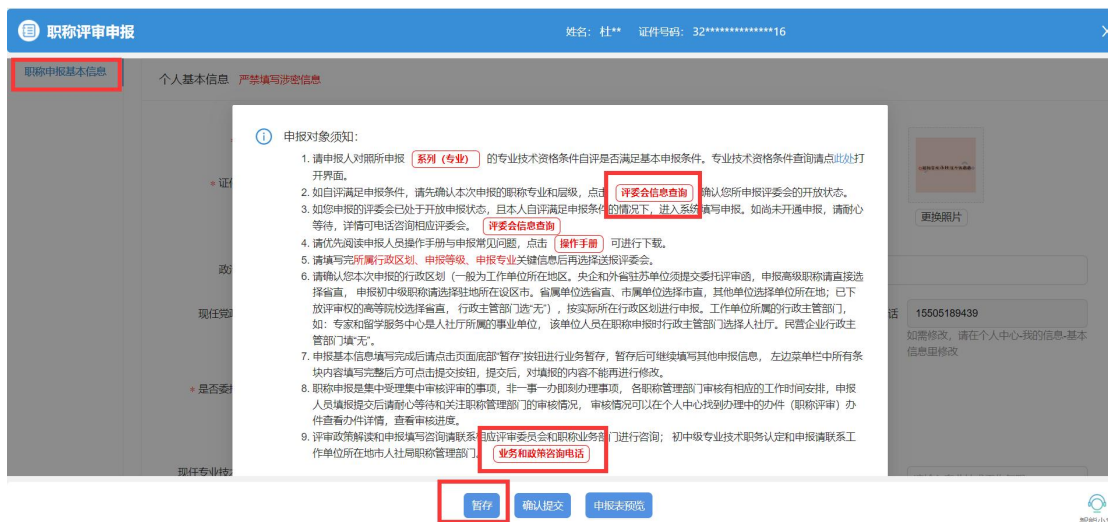 职称评审申报
姓名: 杜** 证件号码: 32**************16
职称申报基本信息
个人基本信息 严禁填写涉密信息
申报对象须知:
1. 请申报人对照所申报 系列（专业） 的专业技术资格条件自评是否满足基本申报条件。专业技术资格条件查询请点此处打
开界面。
2. 如自评满足申报条件，请先确认本次申报的职称专业和层级，点击 评委会信息查询 确认您所申报评委会的开放状态。
3. 如您申报的评委会已处于开放申报状态，且本人自评满足申报条件的情况下，进入系统填写申报。如尚未开通申报，请耐心
等待，详情可电话咨询相应评委会。 评委会信息查询
4. 请优先阅读申报人员操作手册与申报常见问题，点击 操作手册 可进行下载。
5. 请填写完所属行政区划、申报等级、申报专业关键信息后再选择送报评委会。
6. 请确认您本次申报的行政区划（一般为工作单位所在地区。央企和外省驻苏单位须提交委托评审函，申报高级职称请直接选
择省直， 申报初中级职称请选择驻地所在设区市。省属单位选省直、市属单位选择市直，其他单位选择单位所在地；已下
放评审权的高等院校选择省直， 行政主管部门选“无”），按实际所在行政区划进行申报。工作单位所属的行政主管部门，
如：专家和留学服务中心是人社厅所属的事业单位， 该单位人员在职称申报时行政主管部门选择人社厅。民营企业行政主
管部门填“无”。
7. 申报基本信息填写完成后请点击页面底部“暂存”按钮进行业务暂存，暂存后可继续填写其他申报信息， 左边菜单栏中所有条
块内容填写完整后方可点击提交按钮，提交后，对填报的内容不能再进行修改。
8. 职称申报是集中受理集中审核评审的事项，非一事一办即刻办理事项， 各职称管理部门审核有相应的工作时间安排，申报
人员填报提交后请耐心等待和关注职称管理部门的审核情况， 审核情况可以在个人中心找到办理中的办件（职称评审）办
件查看办件详情，查看审核进度。
9. 评审政策解读和申报填写咨询请联系相应评审委员会和职称业务部门进行咨询； 初中级专业技术职务认定和申报请联系工
作单位所在地市人社局职称管理部门。 业务和政策咨询电话
* 证件
更换照片
政治
现任党政
话 15505189439
如需修改，请在个人中心-我的信息-基本
信息里修改
* 是否委托
现任专业技术
暂存 确认提交 申报表预览